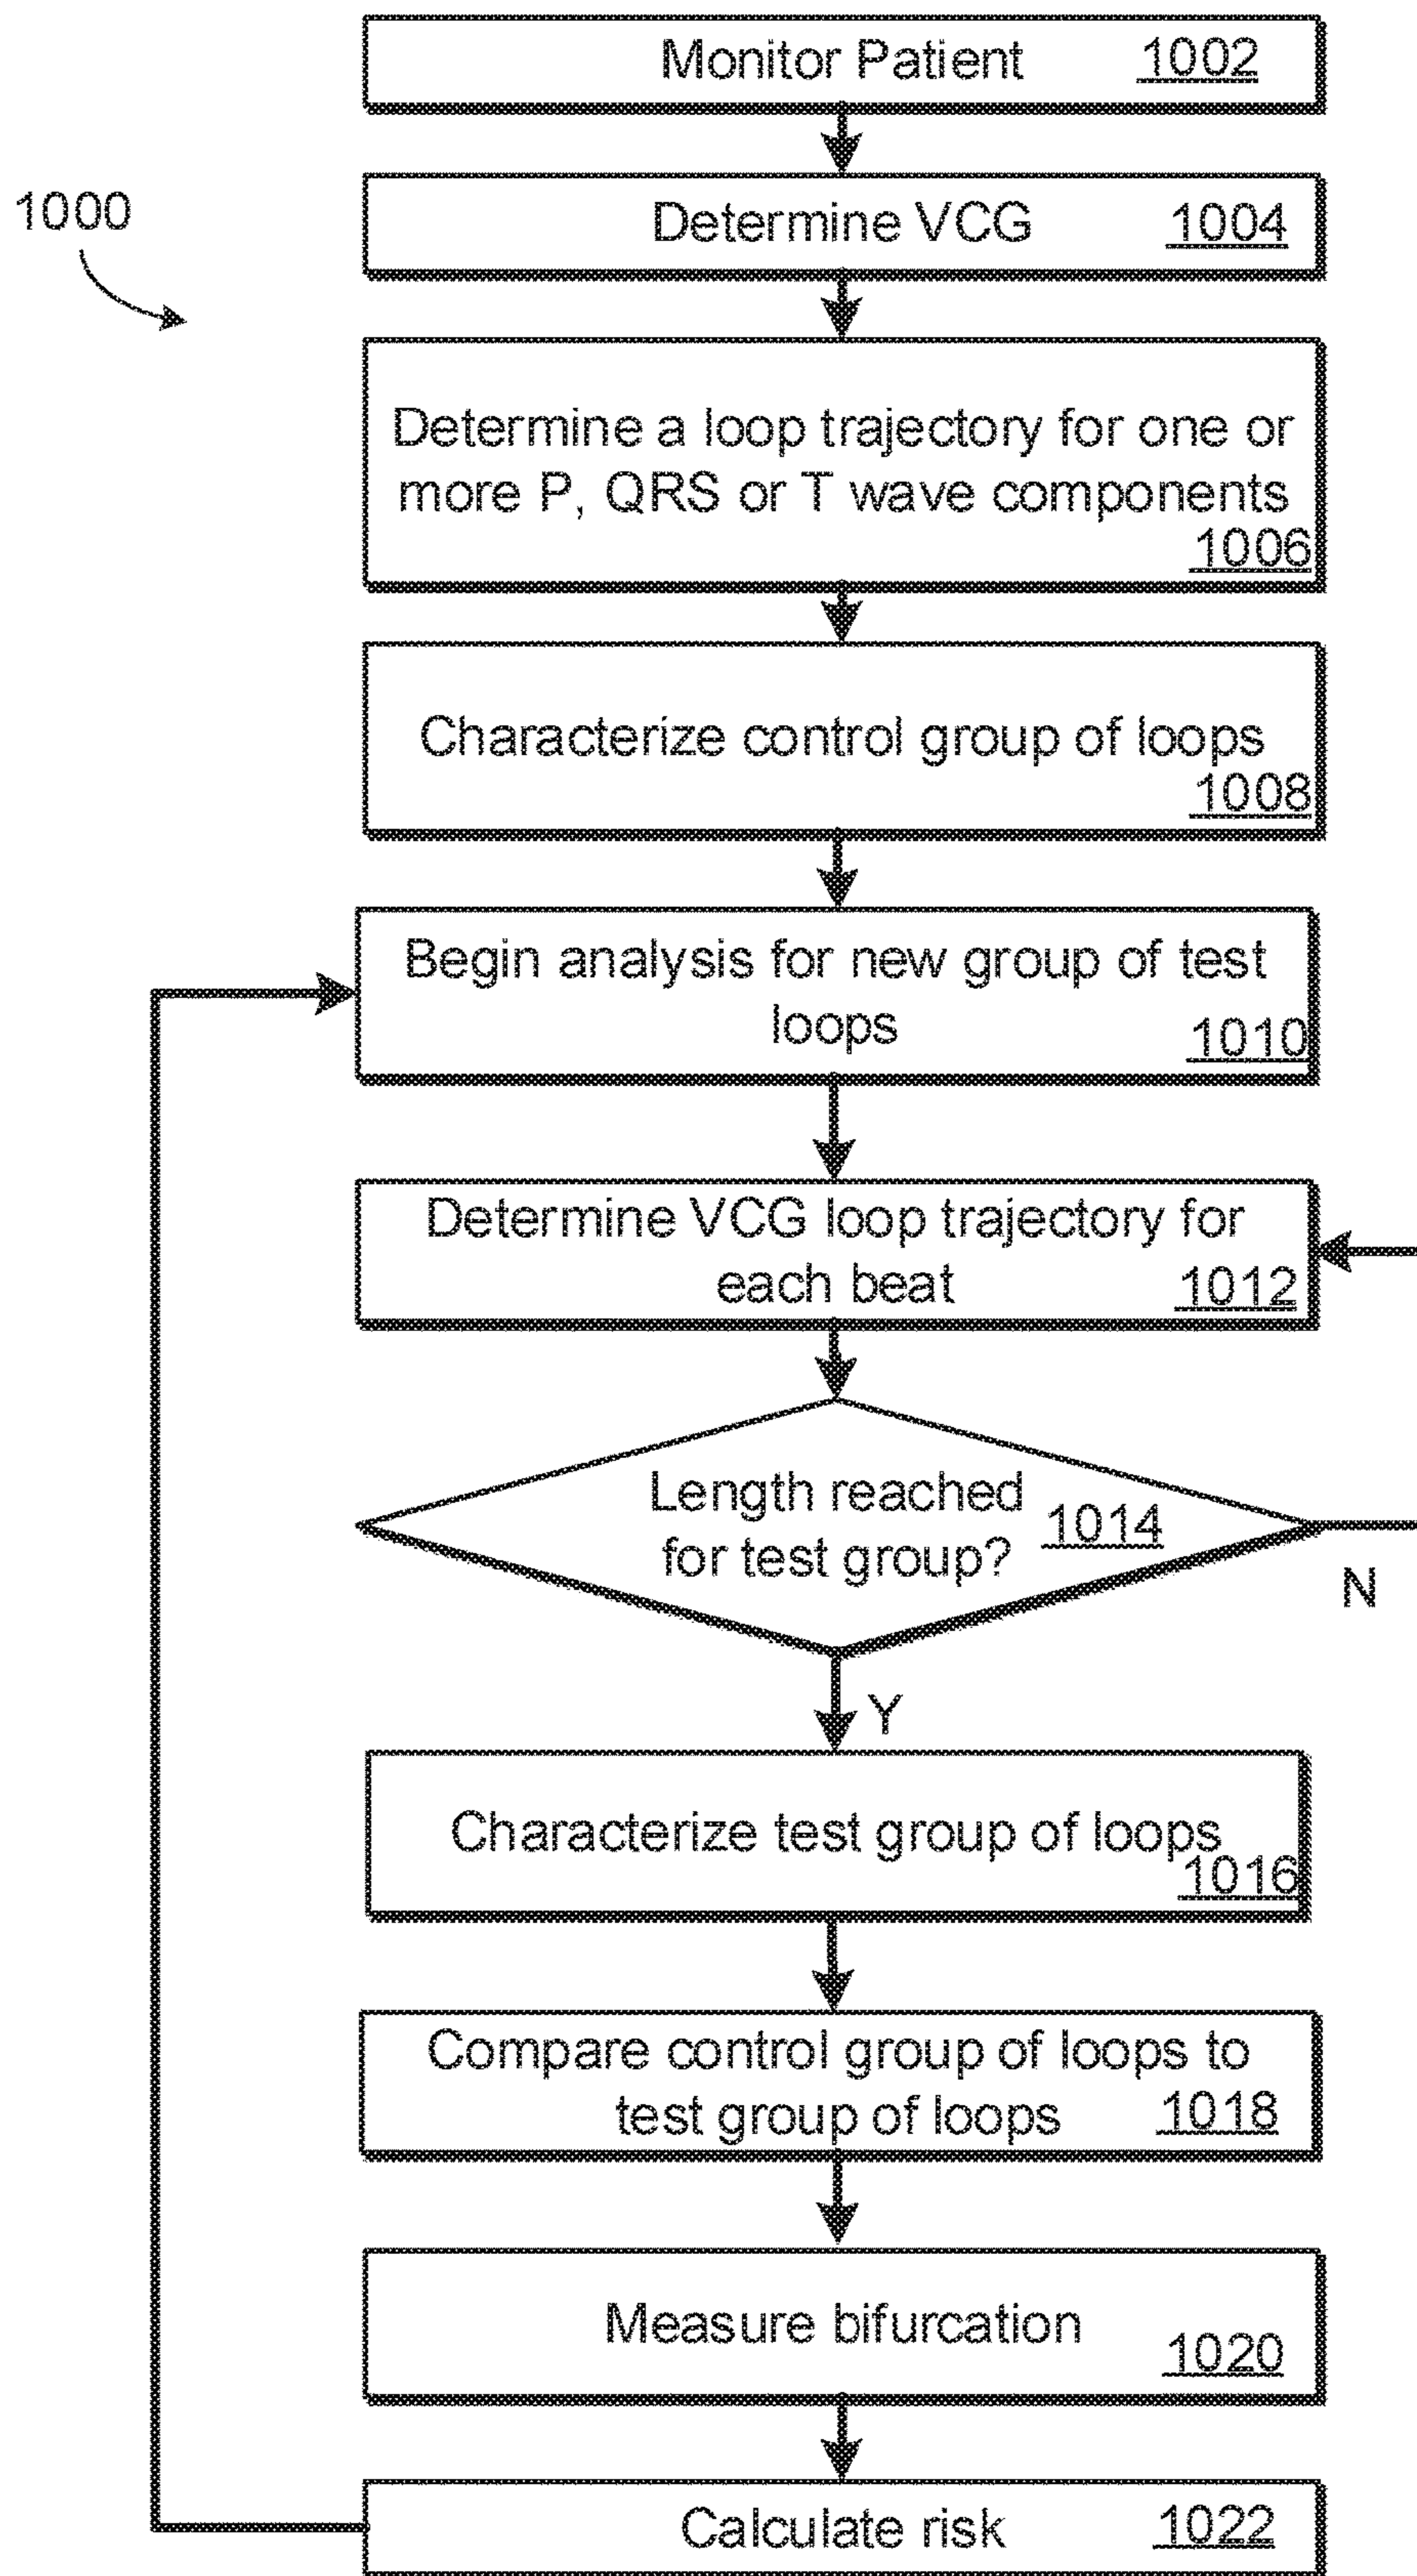 Monitor Patient 1002
1000
Determine VCG 1004
Determine a loop trajectory for one or
more P, QRS or T wave components
1006
Characterize control group of loops
1008
Begin analysis for new group of test
loops 1010
Determine VCG loop trajectory for
each beat 1012
Length reached
for test group? 1014
N
Y
Characterize test group of loops
1016
Compare control group of loops to
test group of loops 1018
Measure bifurcation
1020
Calculate risk 1022